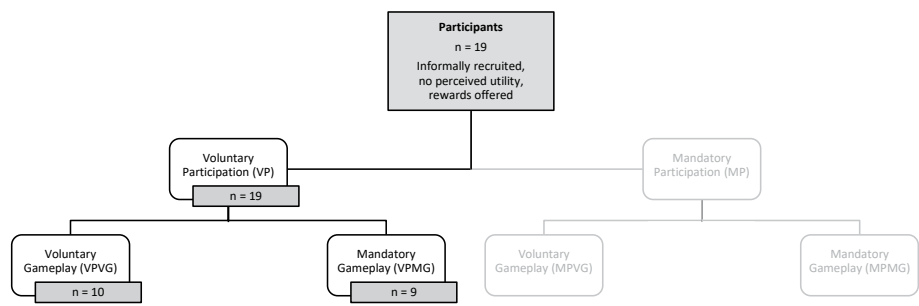 Participants
n = 19
Informally recruited,
no perceived utility,
rewards offered
Voluntary
Participation (VP)
n = 19
Mandatory
Participation (MP)
Voluntary
Gameplay (VPVG)
n = 10
Mandatory
Gameplay (VPMG)
n = 9
Voluntary
Gameplay (MPVG)
Mandatory
Gameplay (MPMG)